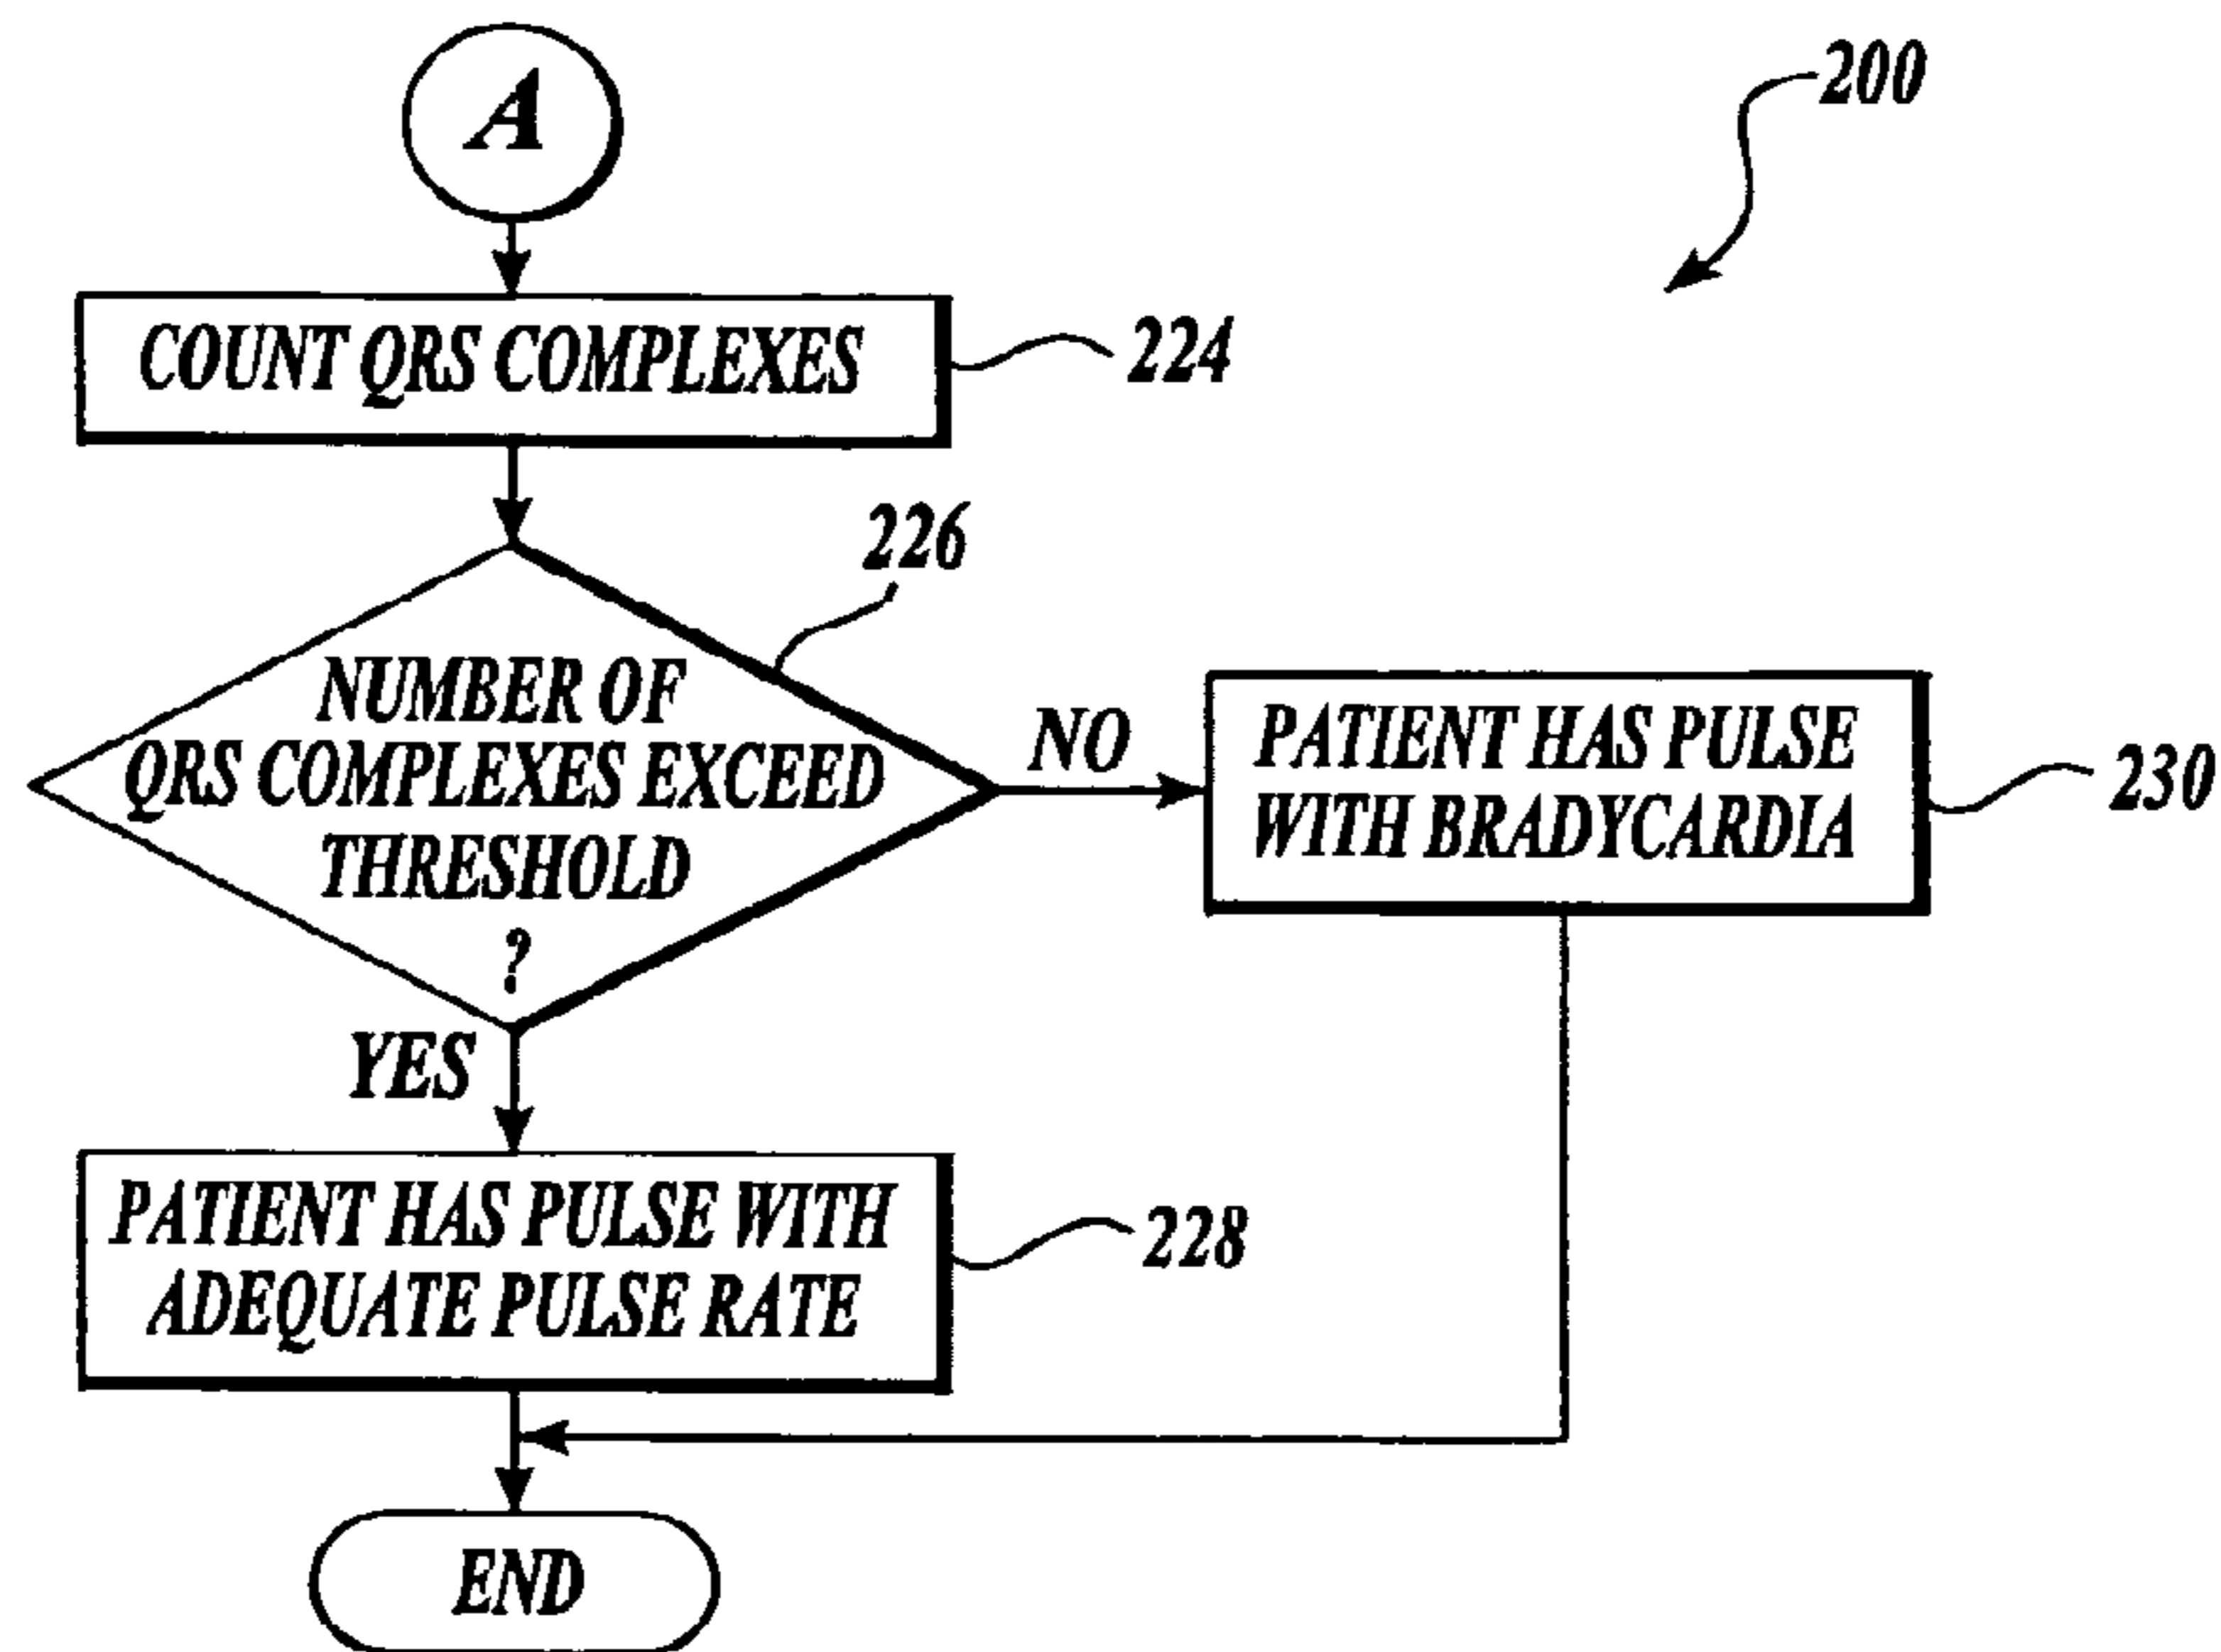 A
200
COUNT QRS COMPLEXES
224
226
NUMBER OF
QRS COMPLEXES EXCEED
THRESHOLD
?
NO
PATIENT HAS PULSE
WITH BRADYCARDIA
230
YES
PATIENT HAS PULSE WITH
ADEQUATE PULSE RATE
228
END